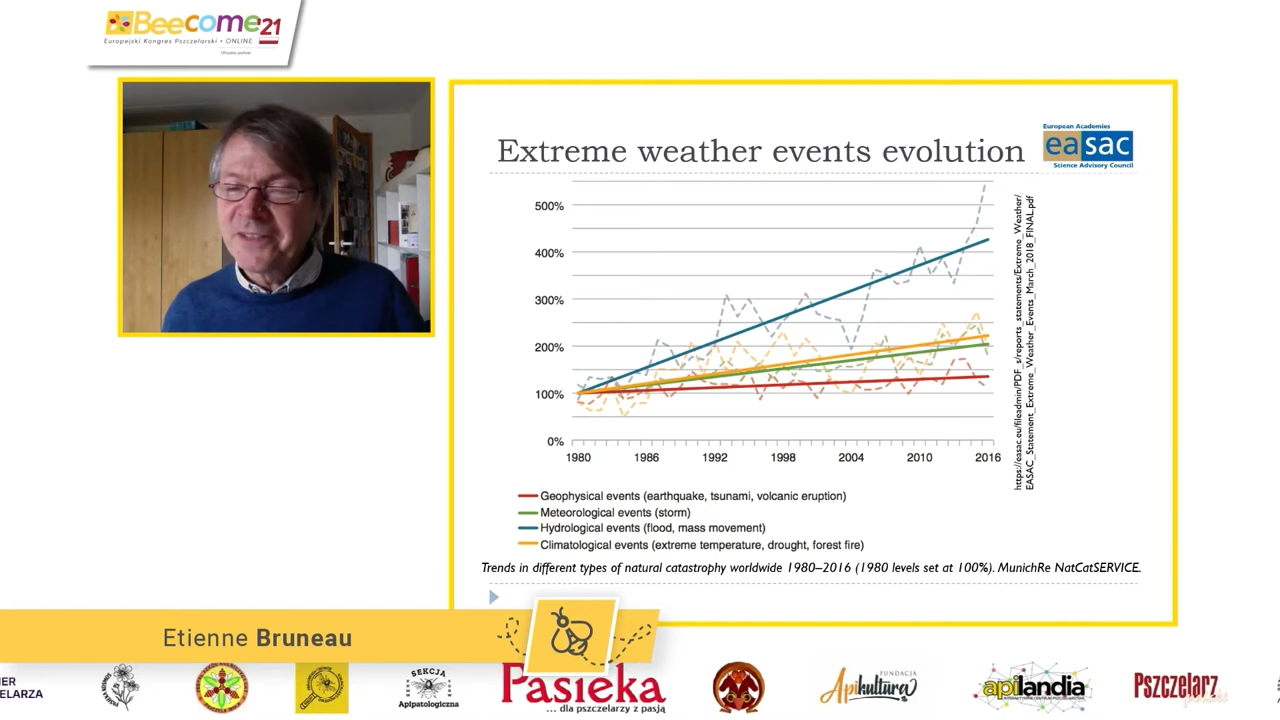 Beecome'21
Europejski Kongres Pszczelarski • ONLINE
Extreme weather events evolution
European Academies
easac
Science Advisory Council
500%
400%
300%
200%
100%
0%
1980 1986 1992 1998 2004 2010 2016
https://easac.eu/fileadmin/PDF_s/reports_statements/Extreme_Weather/
EASAC_Statement_Extreme_Weather_Events_March_2018_FINAL.pdf
Geophysical events (earthquake, tsunami, volcanic eruption)
Meteorological events (storm)
Hydrological events (flood, mass movement)
Climatological events (extreme temperature, drought, forest fire)
Trends in different types of natural catastrophy worldwide 1980–2016 (1980 levels set at 100%). MunichRe NatCatSERVICE.
Etienne Bruneau
SEKCJA
Apipatologiczna
Pasieka
... dla pszczelarzy z pasją
FUNDACJA
Apikultura
apilandia
Pszczelarz